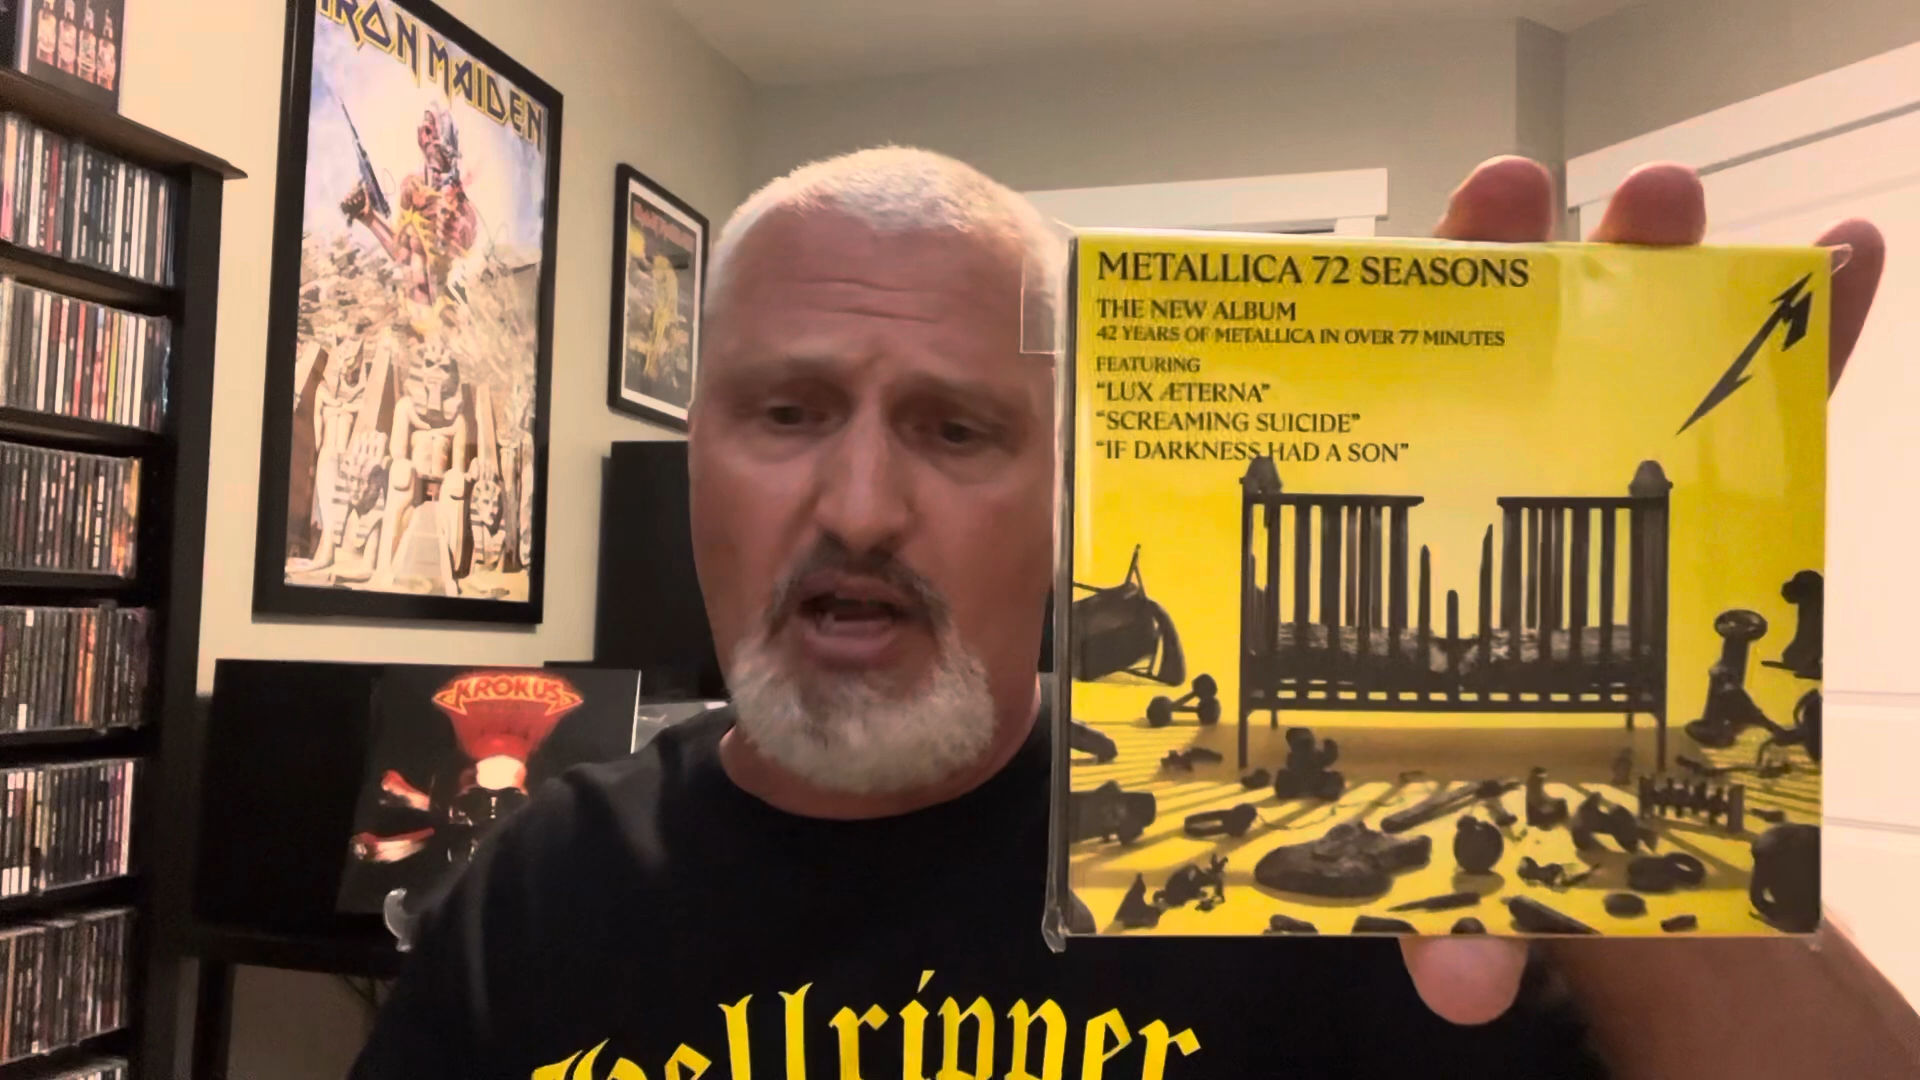 IRON MAIDEN
KROKUS
METALLICA 72 SEASONS
THE NEW ALBUM
42 YEARS OF METALLICA IN OVER 77 MINUTES
FEATURING
"LUX ÆTERNA"
"SCREAMING SUICIDE"
"IF DARKNESS HAD A SON"
M
Hellripper